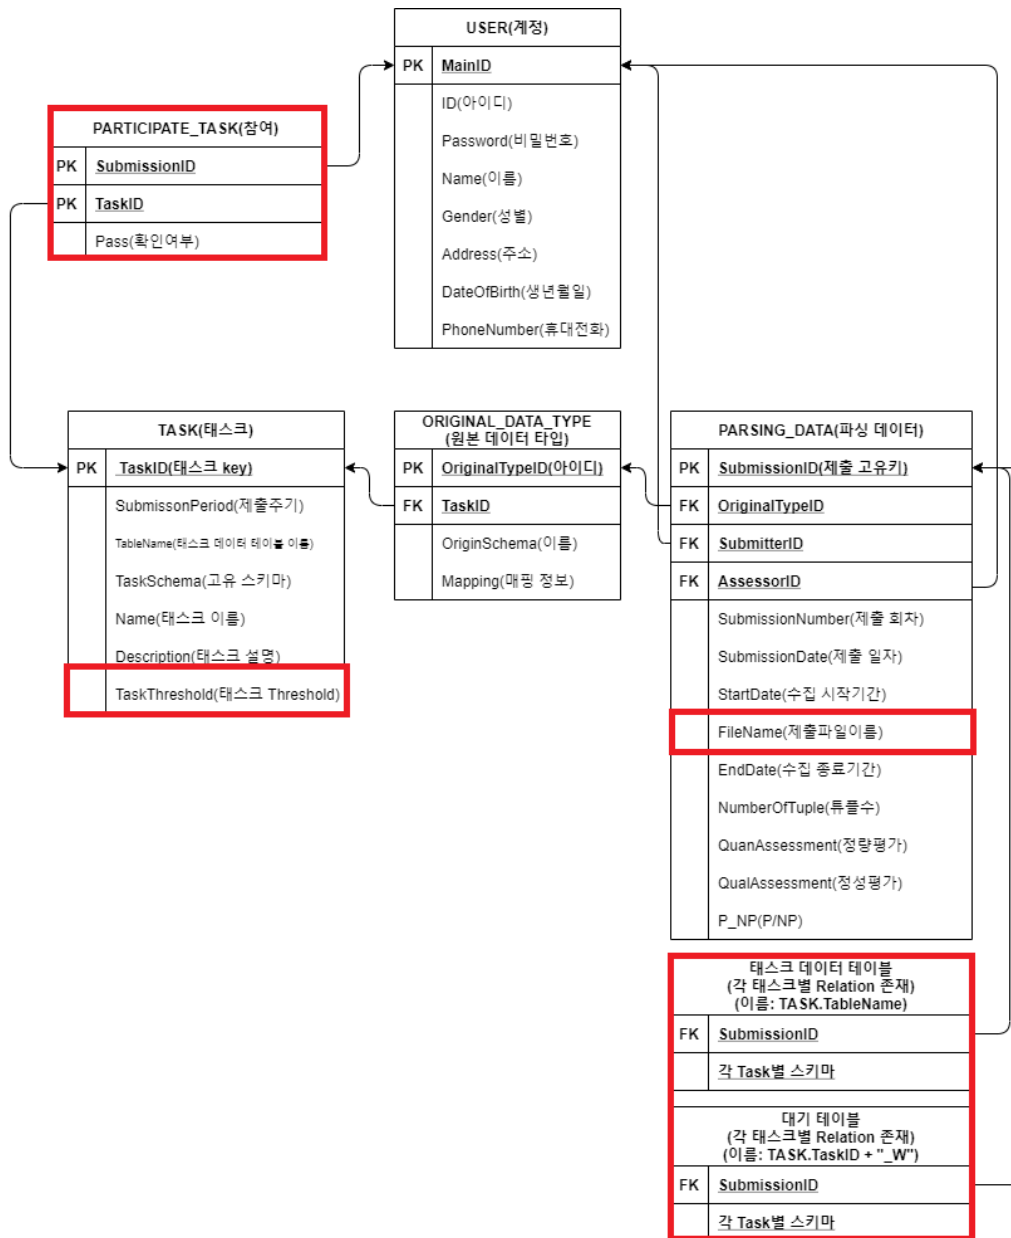 USER(계정)
PK MainID
ID(아이디)
Password(비밀번호)
Name(이름)
Gender(성별)
Address(주소)
DateOfBirth(생년월일)
PhoneNumber(휴대전화)
PARTICIPATE_TASK(참여)
PK SubmissionID
PK TaskID
Pass(확인여부)
TASK(태스크)
PK TaskID(태스크 key)
SubmissonPeriod(제출주기)
TableName(태스크 데이터 테이블 이름)
TaskSchema(고유 스키마)
Name(태스크 이름)
Description(태스크 설명)
TaskThreshold(태스크 Threshold)
ORIGINAL_DATA_TYPE
(원본 데이터 타입)
PK OriginalTypeID(아이디)
FK TaskID
OriginSchema(이름)
Mapping(매핑 정보)
PARSING_DATA(파싱 데이터)
PK SubmissionID(제출 고유키)
FK OriginalTypeID
FK SubmitterID
FK AssessorID
SubmissionNumber(제출 회차)
SubmissionDate(제출 일자)
StartDate(수집 시작기간)
FileName(제출파일이름)
EndDate(수집 종료기간)
NumberOfTuple(튜플수)
QuanAssessment(정량평가)
QualAssessment(정성평가)
P_NP(P/NP)
태스크 데이터 테이블
(각 태스크별 Relation 존재)
(이름: TASK.TableName)
FK SubmissionID
각 Task별 스키마
대기 테이블
(각 태스크별 Relation 존재)
(이름: TASK.TaskID + "_W")
FK SubmissionID
각 Task별 스키마